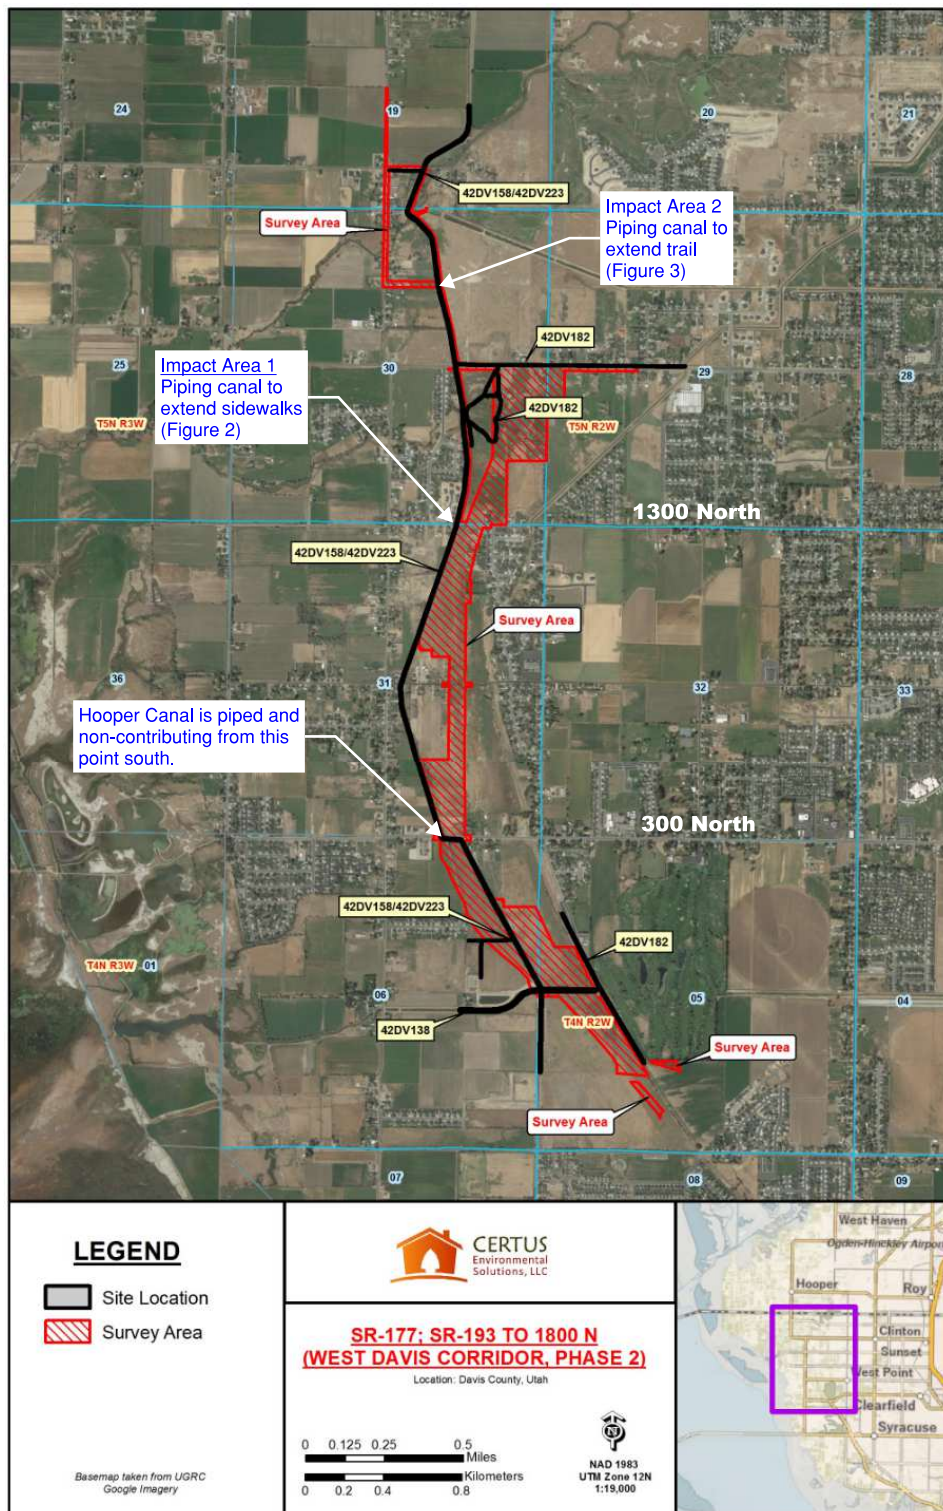 24
19
20
21
42DV158/42DV223
Survey Area
Impact Area 2
Piping canal to
extend trail
(Figure 3)
42DV182
25
30
29
28
Impact Area 1
Piping canal to
extend sidewalks
(Figure 2)
42DV182
T5N R3W
T5N R2W
1300 North
42DV158/42DV223
Survey Area
36
31
32
33
Hooper Canal is piped and
non-contributing from this
point south.
300 North
42DV158/42DV223
42DV182
T4N R3W
01
06
05
04
T4N R2W
42DV138
Survey Area
Survey Area
07
08
09
LEGEND
Site Location
Survey Area
Basemap taken from UGRC
Google Imagery
CERTUS
Environmental
Solutions, LLC
SR-177; SR-193 TO 1800 N
(WEST DAVIS CORRIDOR, PHASE 2)
Location: Davis County, Utah
0 0.125 0.25 0.5
Miles
Kilometers
0 0.2 0.4 0.8
N
NAD 1983
UTM Zone 12N
1:19,000
West Haven
Ogden-Hinckley Airpor
Hooper
Roy
Clinton
Sunset
West Point
Clearfield
Syracuse